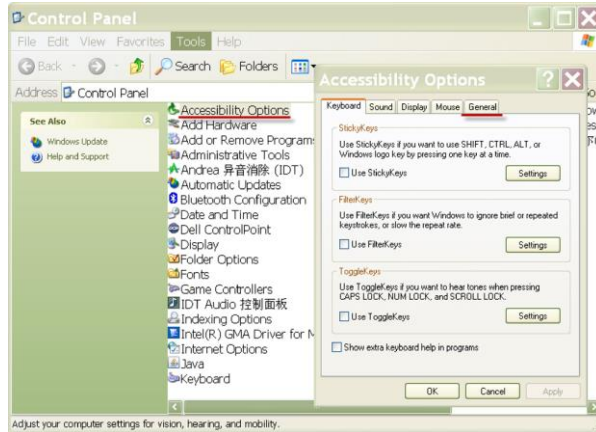 Control Panel
File Edit View Favorites Tools Help
Back Search Folders
Address Control Panel
See Also
Windows Update
Help and Support
Accessibility Options
Add Hardware
Add or Remove Program
Administrative Tools
Andrea 异音消除 (IDT)
Automatic Updates
Bluetooth Configuration
Date and Time
Dell ControlPoint
Display
Folder Options
Fonts
Game Controllers
IDT Audio 控制面板
Indexing Options
Intel(R) GMA Driver for M
Internet Options
Java
Keyboard
Accessibility Options
Keyboard Sound Display Mouse General
StickyKeys
Use StickyKeys if you want to use SHIFT, CTRL, ALT, or
Windows logo key by pressing one key at a time.
Use StickyKeys Settings
FilterKeys
Use FilterKeys if you want Windows to ignore brief or repeated
keystrokes, or slow the repeat rate.
Use FilterKeys Settings
ToggleKeys
Use ToggleKeys if you want to hear tones when pressing
CAPS LOCK, NUM LOCK, and SCROLL LOCK.
Use ToggleKeys Settings
Show extra keyboard help in programs
OK Cancel Apply
Adjust your computer settings for vision, hearing, and mobility.